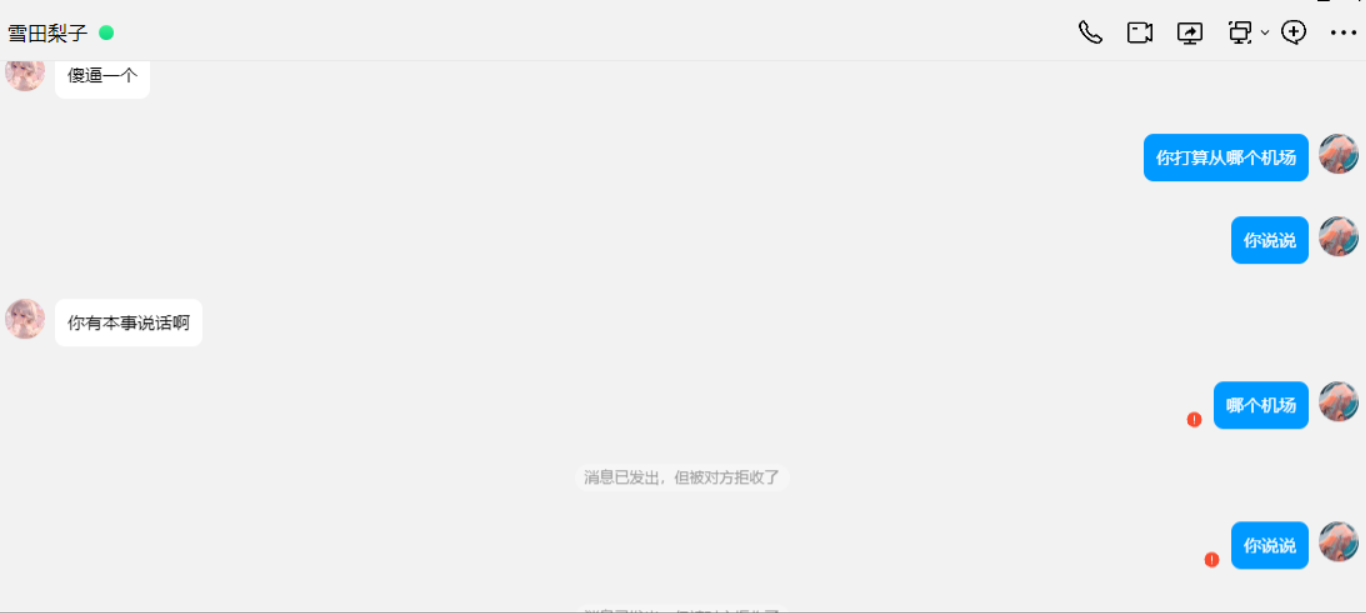 雪田梨子
傻逼一个
你打算从哪个机场
你说说
你有本事说话啊
哪个机场
消息已发出，但被对方拒收了
你说说